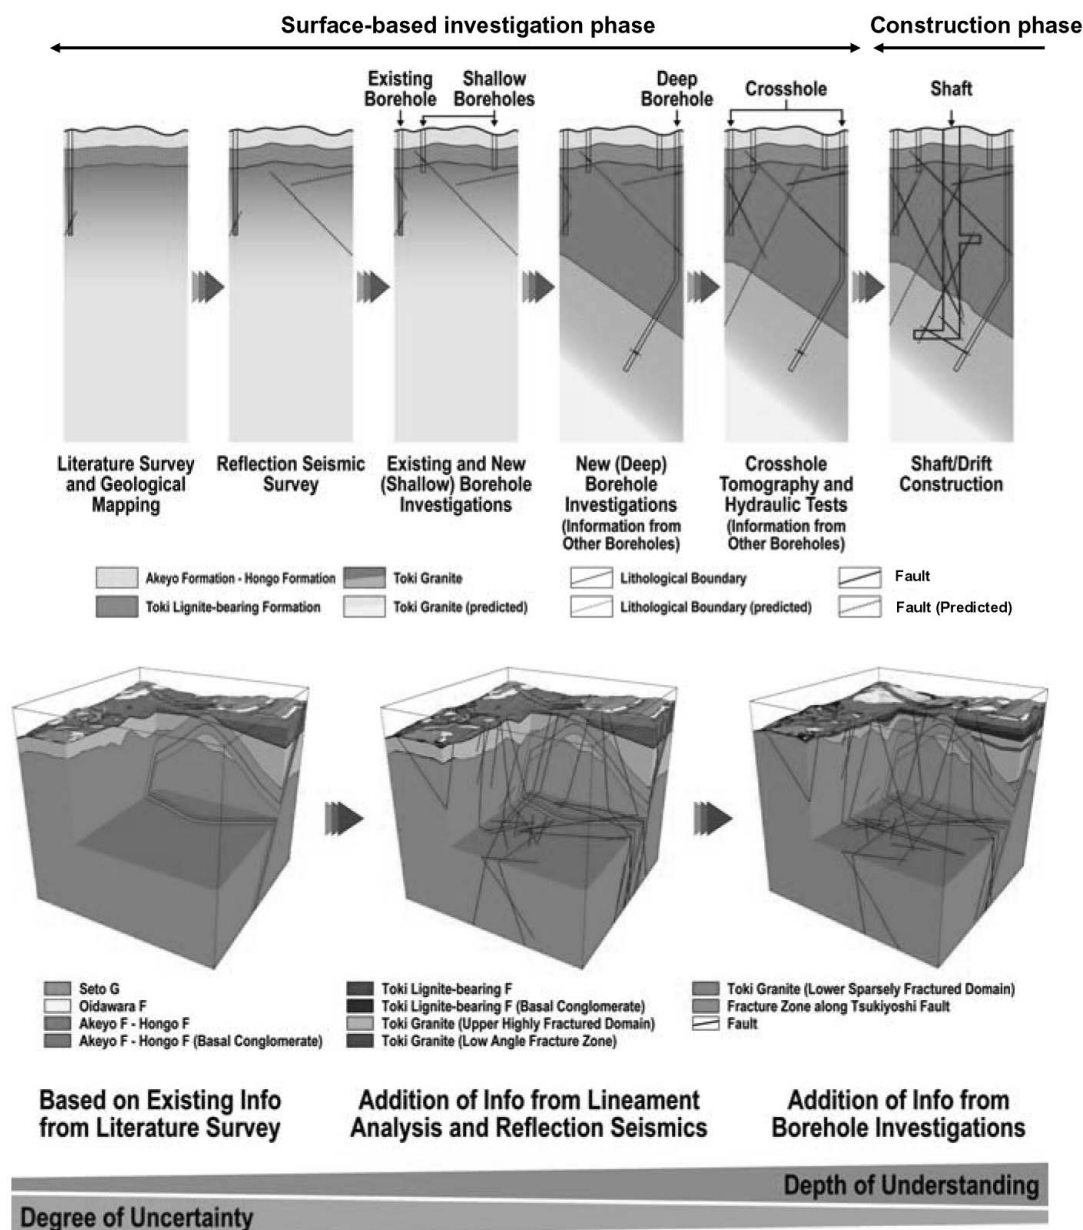 Surface-based investigation phase
Construction phase
Existing
Borehole
Shallow
Boreholes
Deep
Borehole
Crosshole
Shaft
Literature Survey
and Geological
Mapping
Reflection Seismic
Survey
Existing and New
(Shallow) Borehole
Investigations
New (Deep)
Borehole
Investigations
(Information from
Other Boreholes)
Crosshole
Tomography and
Hydraulic Tests
(Information from
Other Boreholes)
Shaft/Drift
Construction
Akeyo Formation - Hongo Formation
Toki Lignite-bearing Formation
Toki Granite
Toki Granite (predicted)
Lithological Boundary
Lithological Boundary (predicted)
Fault
Fault (Predicted)
Seto G
Oidawara F
Akeyo F - Hongo F
Akeyo F - Hongo F (Basal Conglomerate)
Toki Lignite-bearing F
Toki Lignite-bearing F (Basal Conglomerate)
Toki Granite (Upper Highly Fractured Domain)
Toki Granite (Low Angle Fracture Zone)
Toki Granite (Lower Sparsely Fractured Domain)
Fracture Zone along Tsukiyoshi Fault
Fault
Based on Existing Info
from Literature Survey
Addition of Info from Lineament
Analysis and Reflection Seismics
Addition of Info from
Borehole Investigations
Depth of Understanding
Degree of Uncertainty